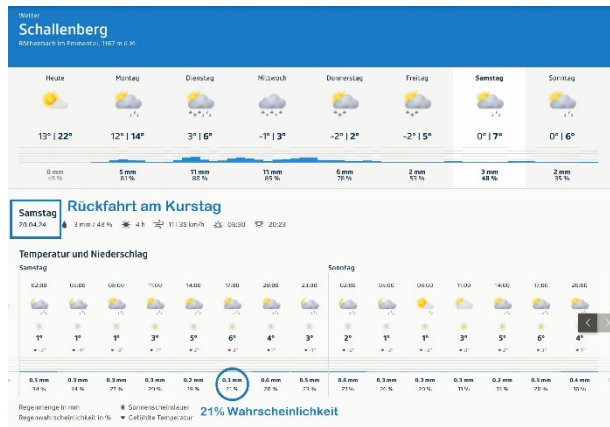 Wetter
Schallenberg
Röthenbach im Emmental, 1167 m ü.M.
Heute Montag Dienstag Mittwoch Donnerstag Freitag Samstag Sonntag
13° | 22° 12° | 14° 3° | 6° -1° | 3° -2° | 2° -2° | 5° 0° | 7° 0° | 6°
0 mm 5 mm 11 mm 11 mm 6 mm 2 mm 3 mm 2 mm
<5 % 81 % 88 % 85 % 78 % 53 % 48 % 35 %
Samstag Rückfahrt am Kurstag
20.04.24 3 mm / 48 % 4 h 11 | 35 km/h 06:30 20:23
Temperatur und Niederschlag
Samstag Sonntag
02:00 05:00 08:00 11:00 14:00 17:00 20:00 23:00 02:00 05:00 08:00 11:00 14:00 17:00 20:00
1° 1° 1° 3° 5° 6° 4° 3° 2° 1° 1° 3° 5° 6° 4°
0.5 mm 0.3 mm 0.3 mm 0.3 mm 0.2 mm 0.3 mm 0.6 mm 0.5 mm 0.6 mm 0.3 mm 0.3 mm 0.3 mm 0.2 mm 0.3 mm 0.4 mm
21 %
Regenmenge in mm Sonnenscheindauer 21% Wahrscheinlichkeit
Regenwahrscheinlichkeit in % Gefühlte Temperatur